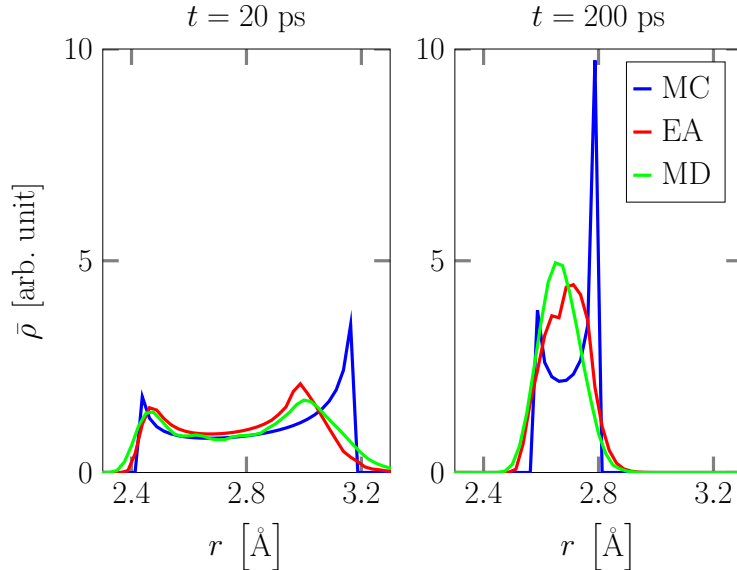 t = 20 ps
t = 200 ps
10
5
0
ρ̄ [arb. unit]
2.4 2.8 3.2
r [Å]
10
5
0
2.4 2.8 3.2
r [Å]
MC
EA
MD